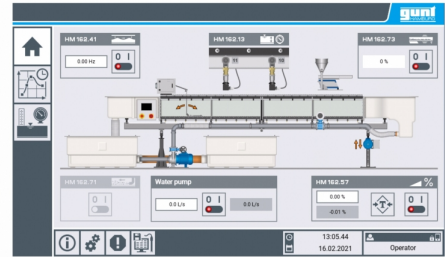 gunt
HAMBURG
HM 162.41
HM 162.13
HM 162.73
0.00 Hz
0 I
0 %
0 I
HM 162.71
Water pump
HM 162.57
%
0 I
0.0 L/s
0 I
0.0 L/s
0.00 %
-0.01 %
T
0 I
13:05:44
16.02.2021
Operator